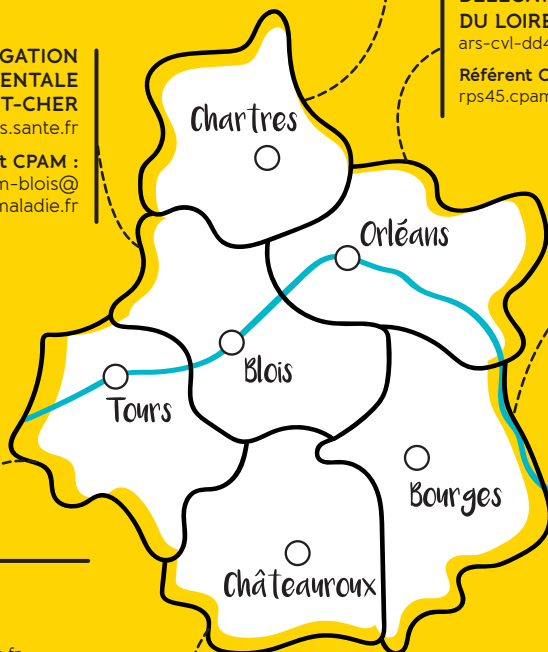 GATION
ENTALE
T-CHER
s.sante.fr
t CPAM :
m-blois@
maladie.fr
DU LOIRE
ars-cvl-dd4
Référent C
rps45.cpam
Chartres
Orléans
Blois
Tours
Bourges
Châteauroux